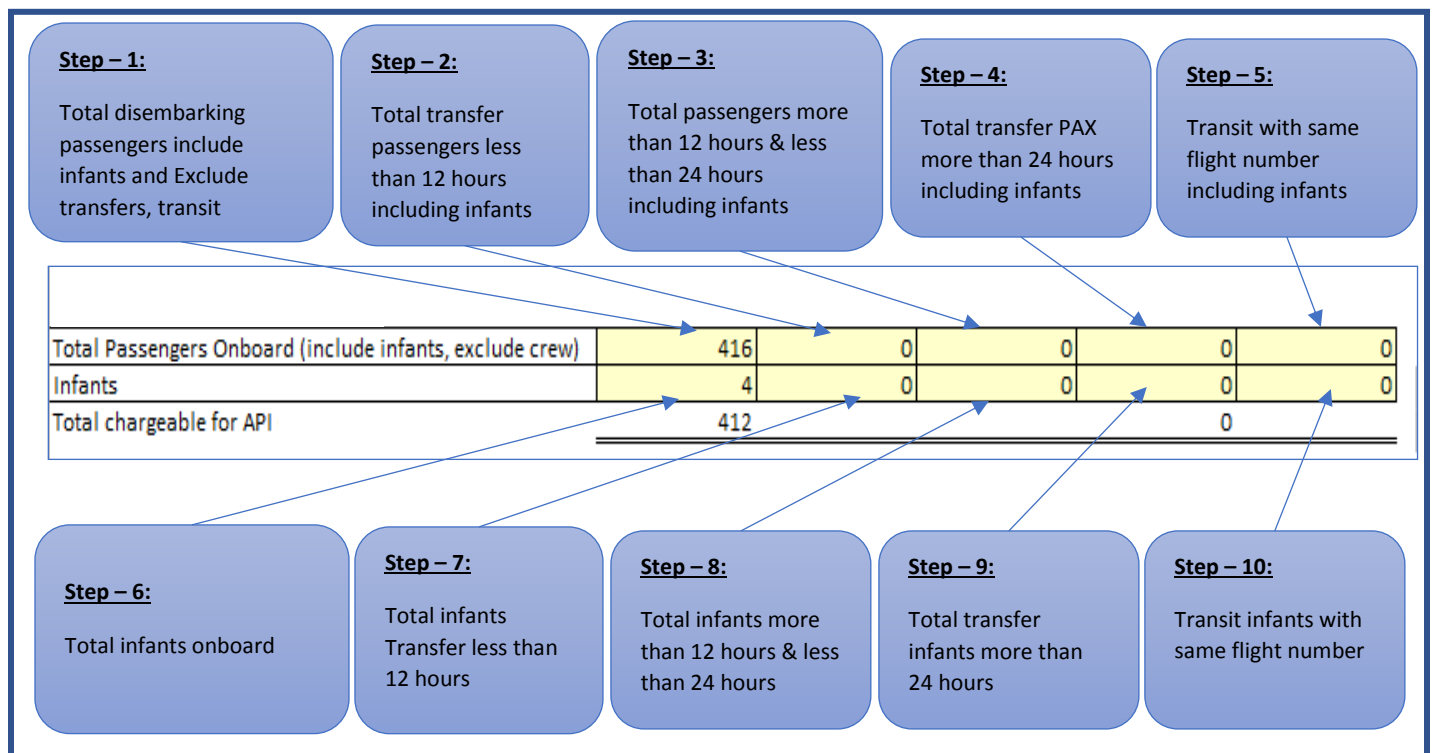 Step – 1:
Total disembarking
passengers include
infants and Exclude
transfers, transit
Step – 2:
Total transfer
passengers less
than 12 hours
including infants
Step – 3:
Total passengers more
than 12 hours & less
than 24 hours
including infants
Step – 4:
Total transfer PAX
more than 24 hours
including infants
Step – 5:
Transit with same
flight number
including infants
Total Passengers Onboard (include infants, exclude crew) 416 0 0 0 0
Infants 4 0 0 0 0
Total chargeable for API 412 0
Step – 6:
Total infants onboard
Step – 7:
Total infants
Transfer less than
12 hours
Step – 8:
Total infants more
than 12 hours & less
than 24 hours
Step – 9:
Total transfer
infants more than
24 hours
Step – 10:
Transit infants with
same flight number